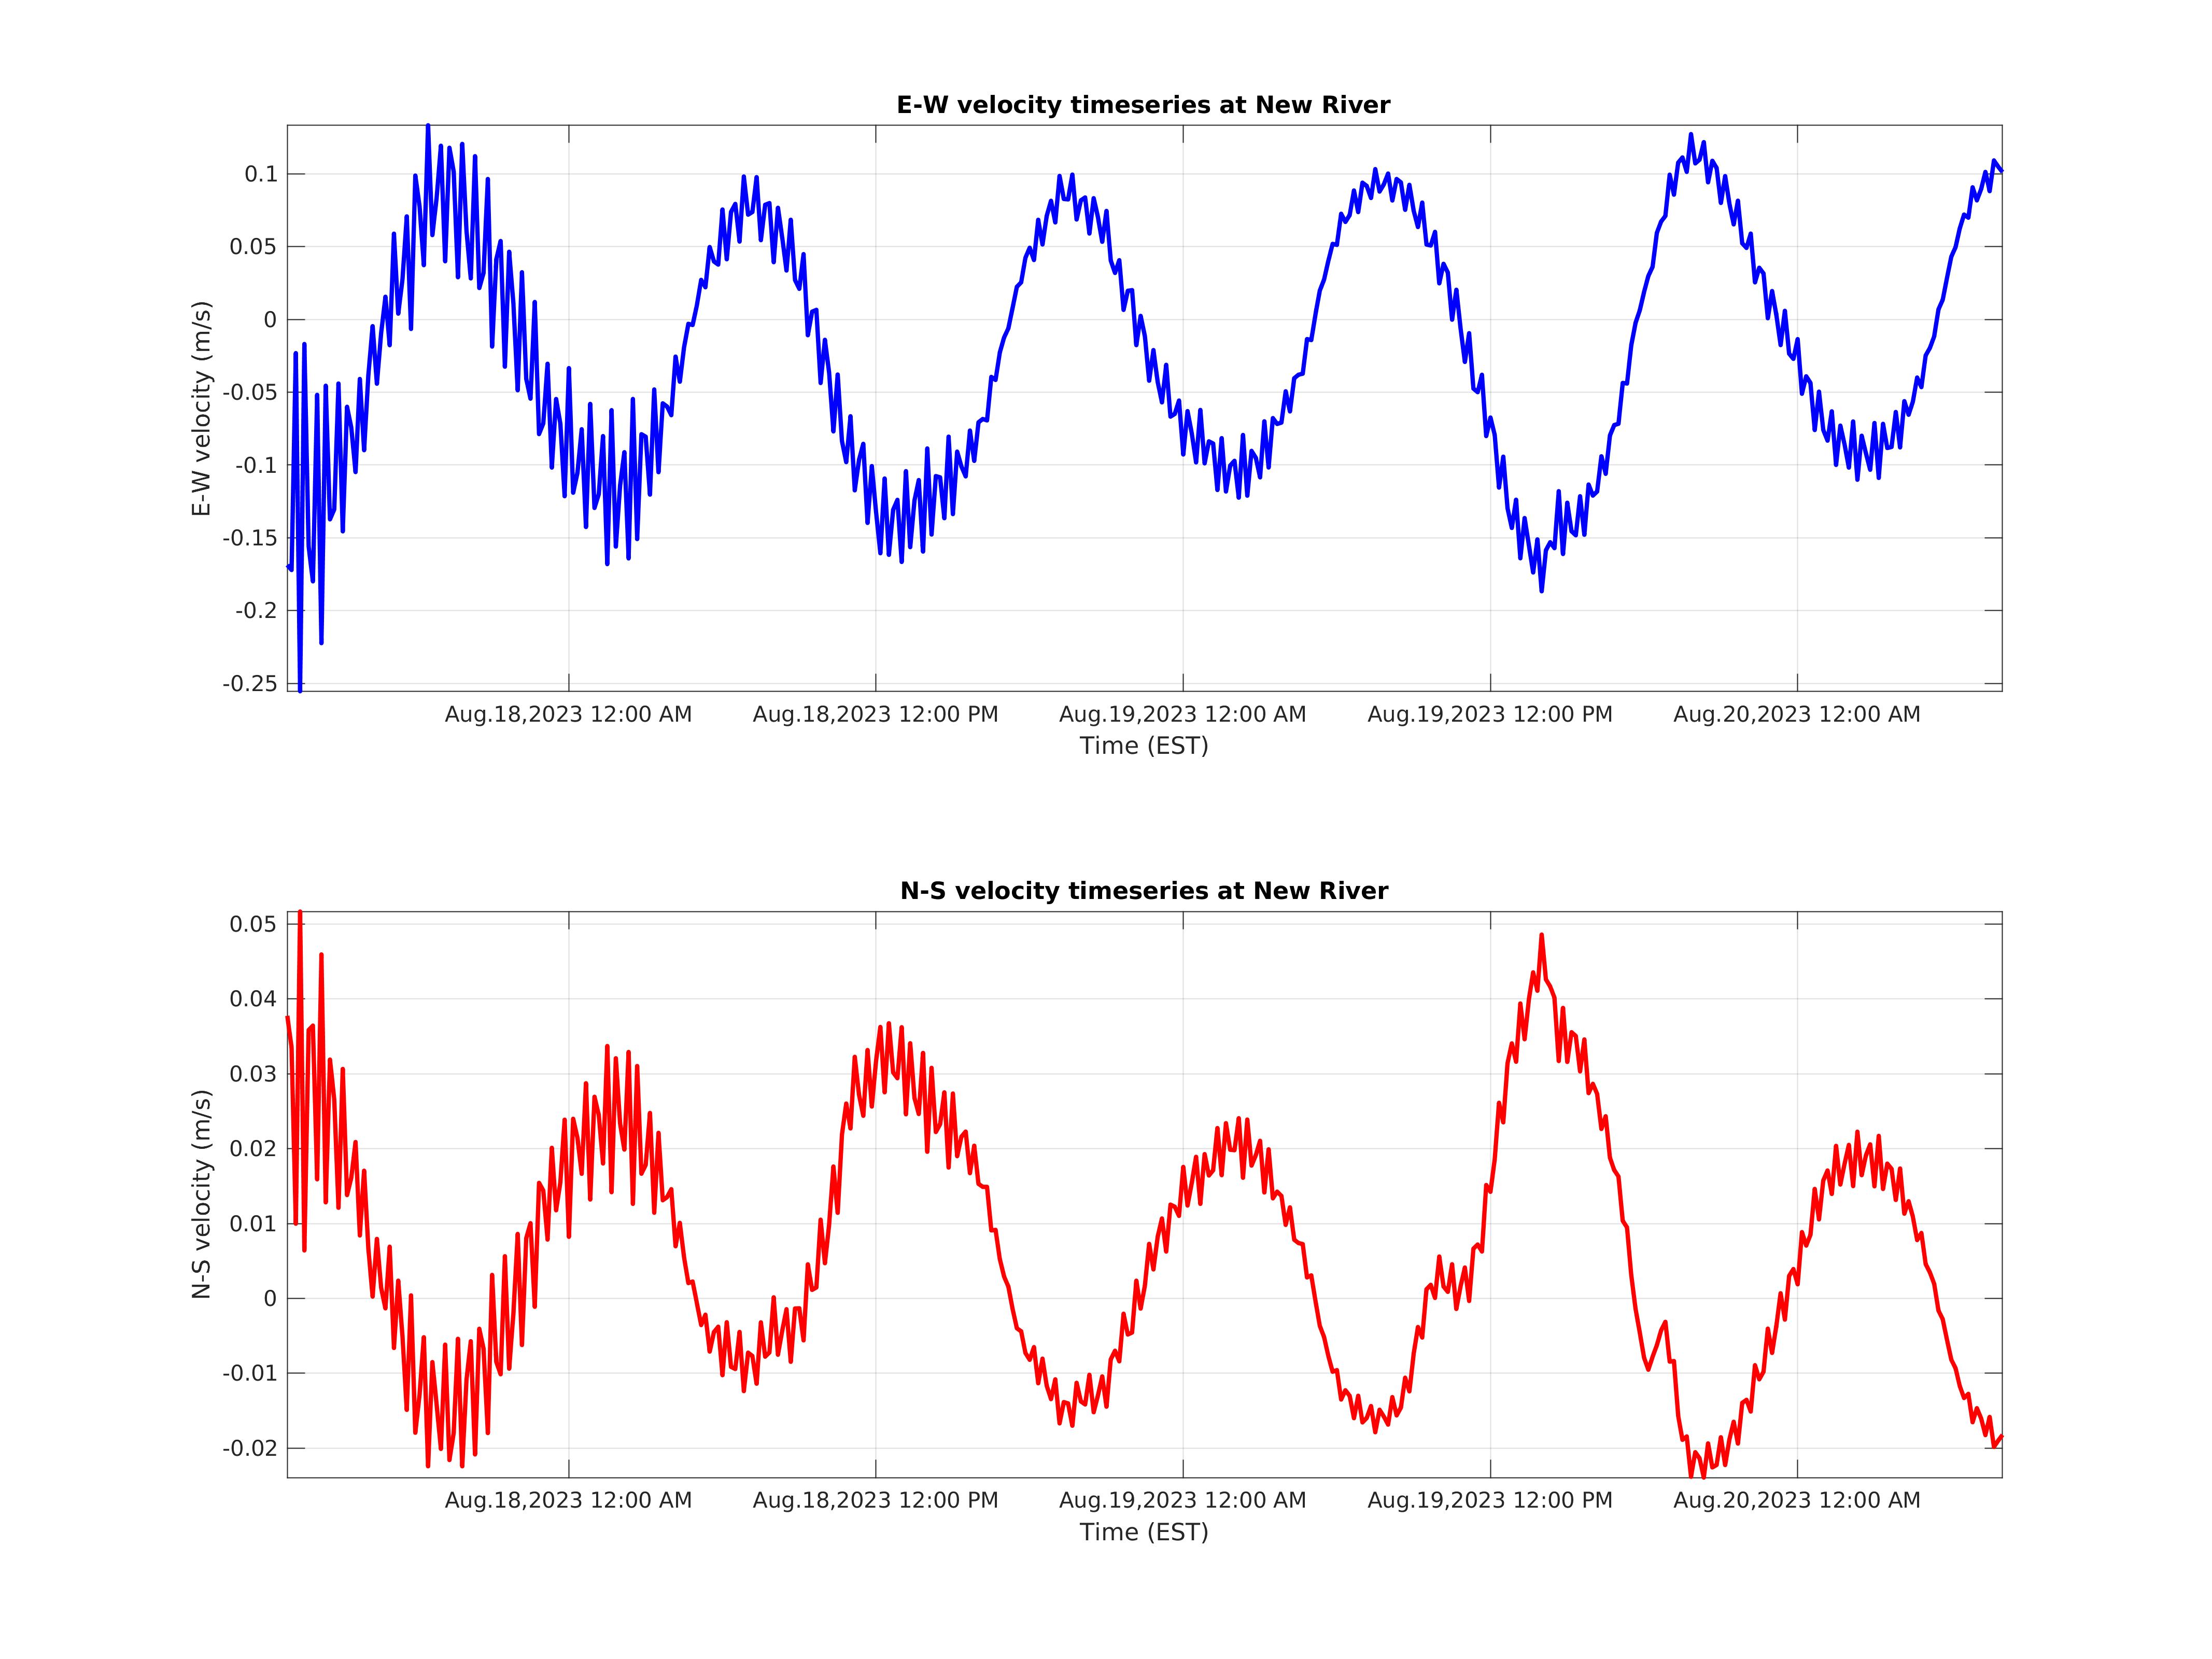 E-W velocity timeseries at New River
E-W velocity (m/s)
0.1
0.05
0
-0.05
-0.1
-0.15
-0.2
-0.25
Aug.18,2023 12:00 AM Aug.18,2023 12:00 PM Aug.19,2023 12:00 AM Aug.19,2023 12:00 PM Aug.20,2023 12:00 AM
Time (EST)
N-S velocity timeseries at New River
N-S velocity (m/s)
0.05
0.04
0.03
0.02
0.01
0
-0.01
-0.02
Aug.18,2023 12:00 AM Aug.18,2023 12:00 PM Aug.19,2023 12:00 AM Aug.19,2023 12:00 PM Aug.20,2023 12:00 AM
Time (EST)